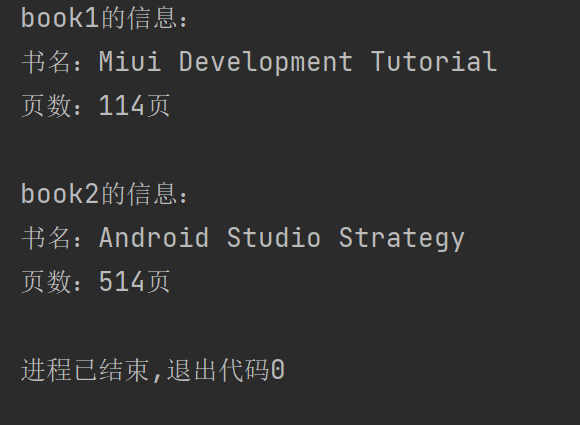 book1的信息：
书名：Miui Development Tutorial
页数：114页
book2的信息：
书名：Android Studio Strategy
页数：514页
进程已结束,退出代码0